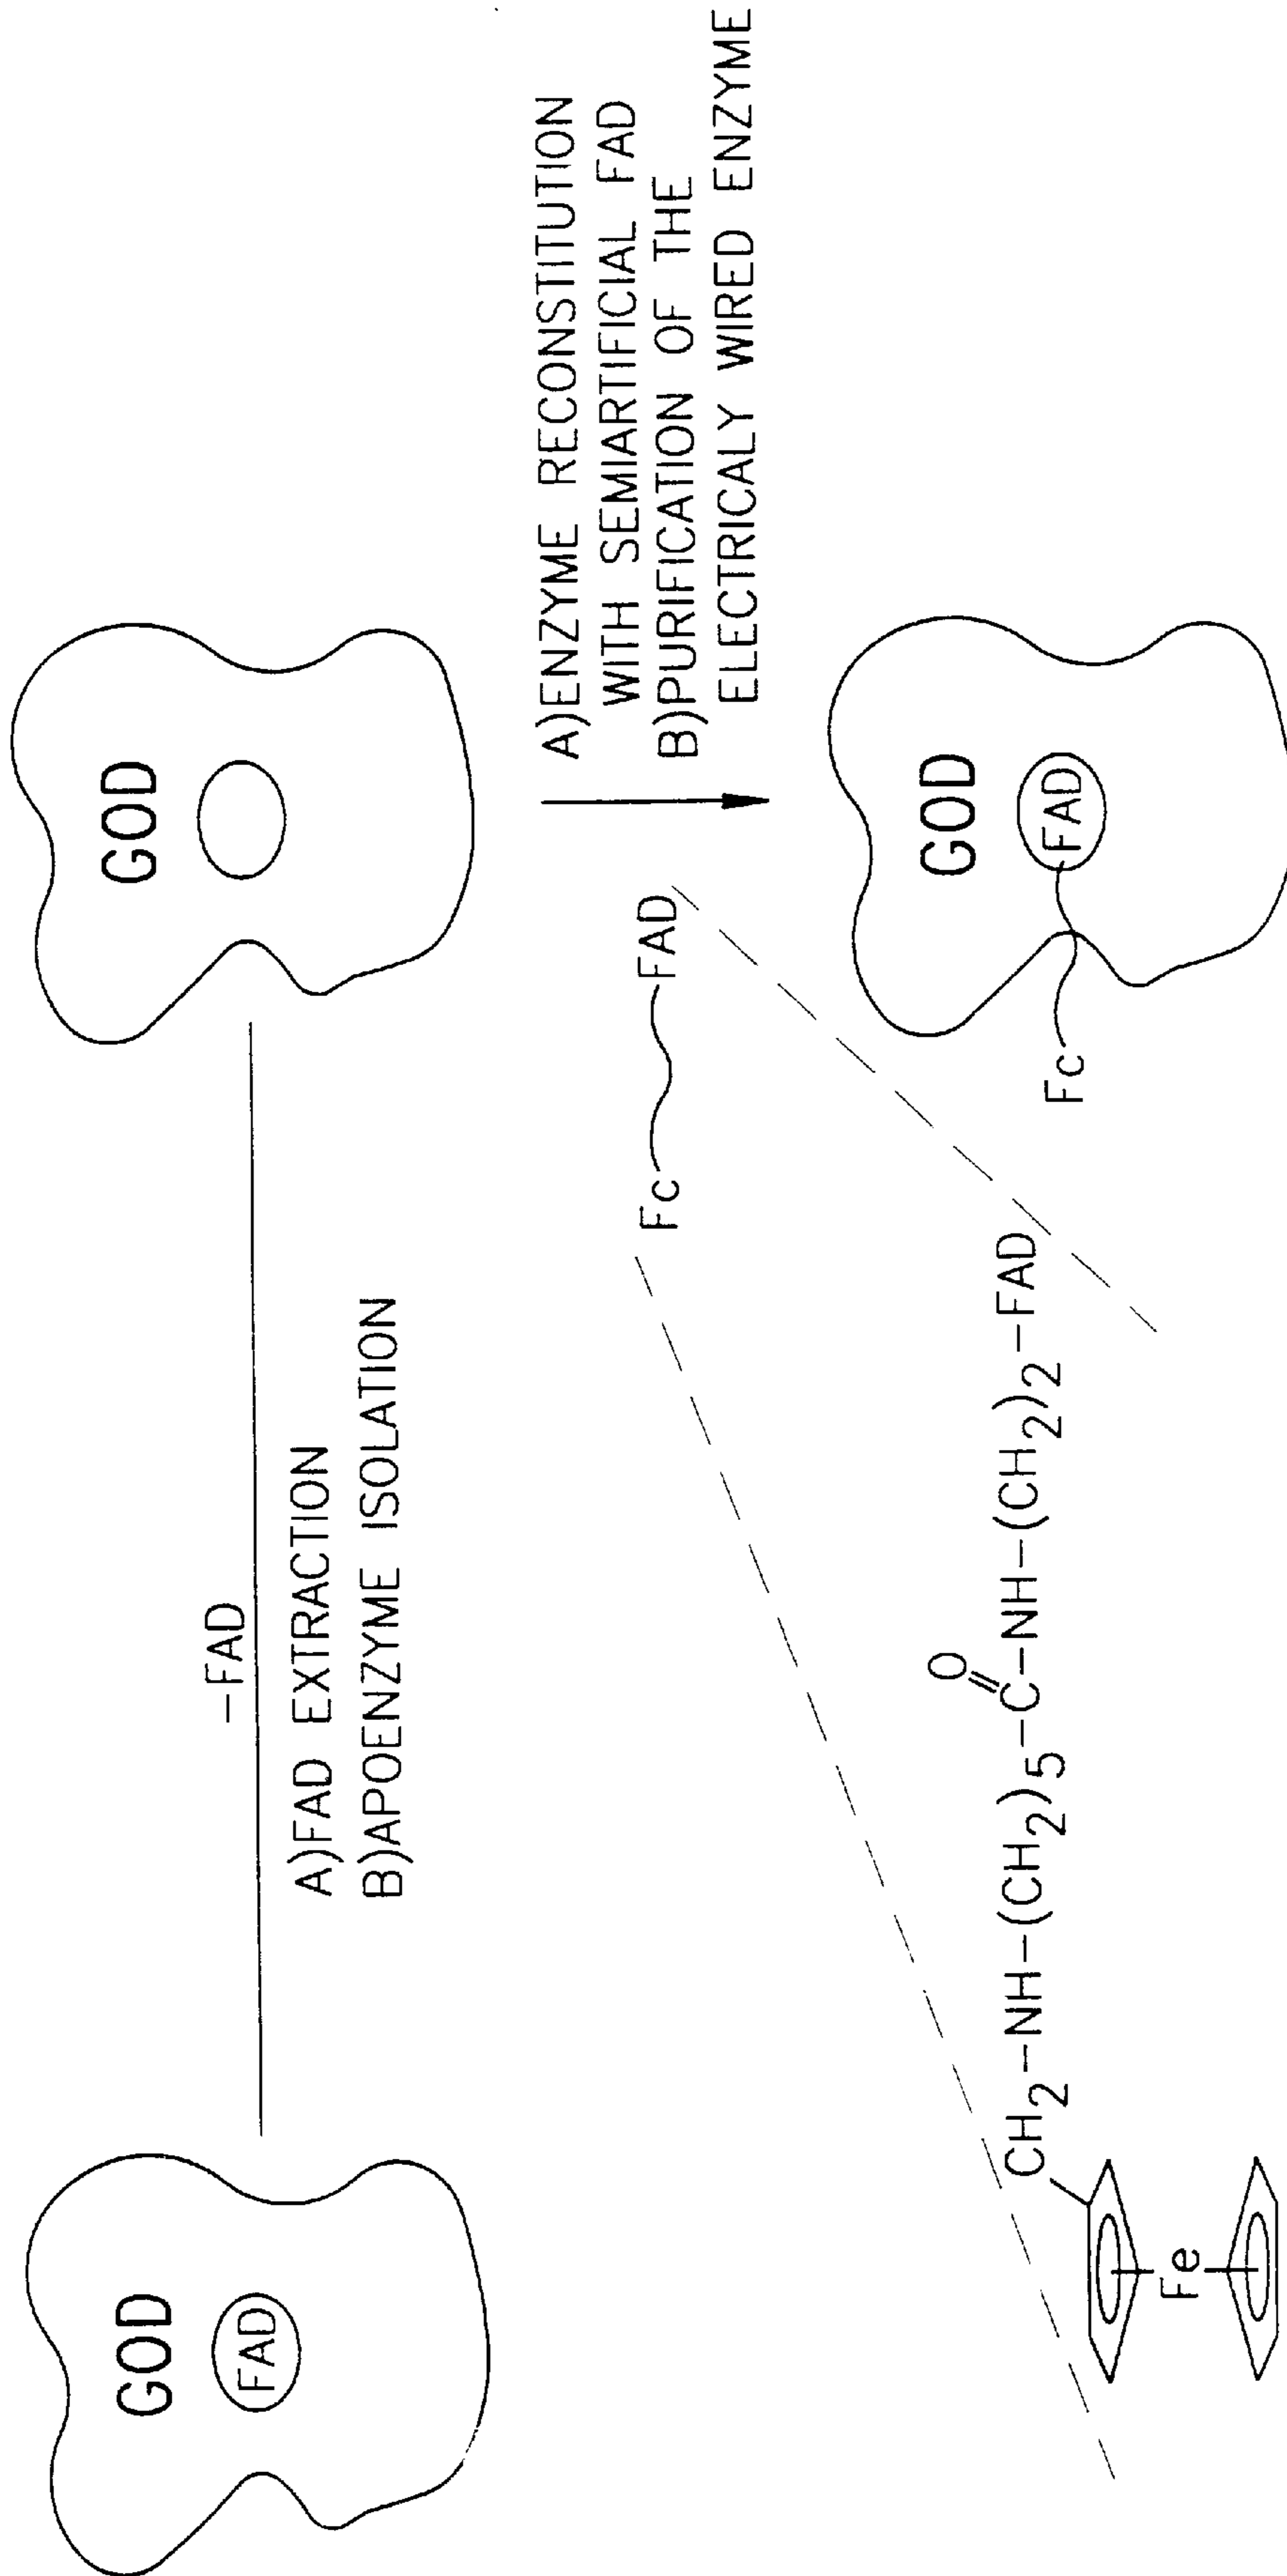 GOD
FAD
-FAD
A)FAD EXTRACTION
B)APOENZYME ISOLATION
GOD
Fc FAD
A)ENZYME RECONSTITUTION
WITH SEMIARTIFICIAL FAD
B)PURIFICATION OF THE
ELECTRICALY WIRED ENZYME
GOD
Fc FAD
O
CH2-NH-(CH2)5-C-NH-(CH2)2-FAD
Fe